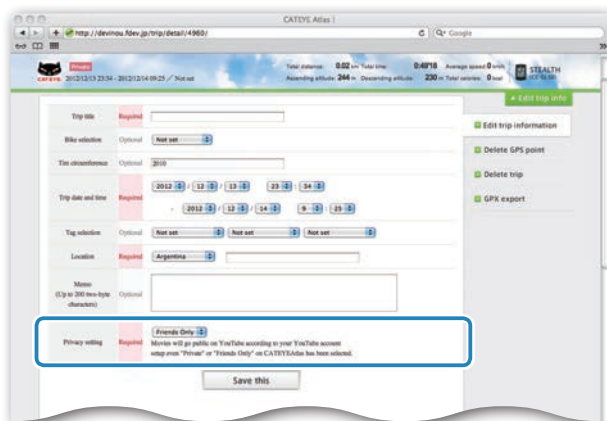 CATEYE Atlas |
http://devinou.fdev.jp/trip/detail/4960/
Google
Private
Total distance: 0.02 km Total time: 0:49'18 Average speed 0 km/h
STEALTH
CATEYE 2012/12/13 23:34 - 2012/12/14 09:25 / Not set
Ascending altitude: 244 m Descending altitude: 230 m Total calories: 0 kcal
Edit trip info
Trip title Required
Edit trip information
Bike selection Optional Not set
Delete GPS point
Tire circumference Optional 2010
Delete trip
Trip date and time Required 2012 / 12 / 13 23 : 34
- 2012 / 12 / 14 9 : 25
GPX export
Tag selection Optional Not set Not set Not set
Location Required Argentina
Memo
(Up to 200 two-byte Optional
characters)
Friends Only
Privacy setting Required Movies will go public on YouTube according to your YouTube account
setup even "Private" or "Friends Only" on CATEYEAtlas has been selected.
Save this